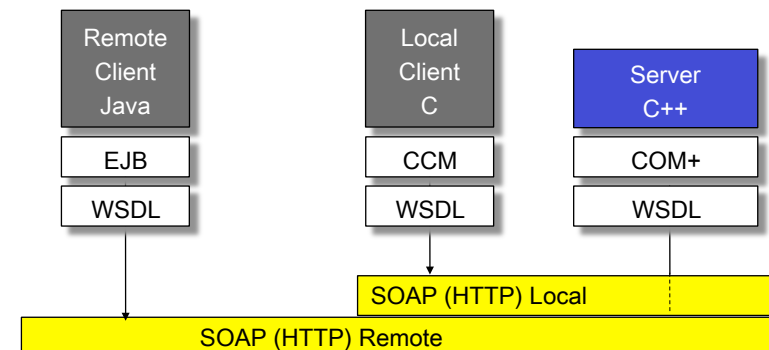 Remote
Client
Java
Local
Client
C
Server
C++
EJB
CCM
COM+
WSDL
WSDL
WSDL
SOAP (HTTP) Local
SOAP (HTTP) Remote